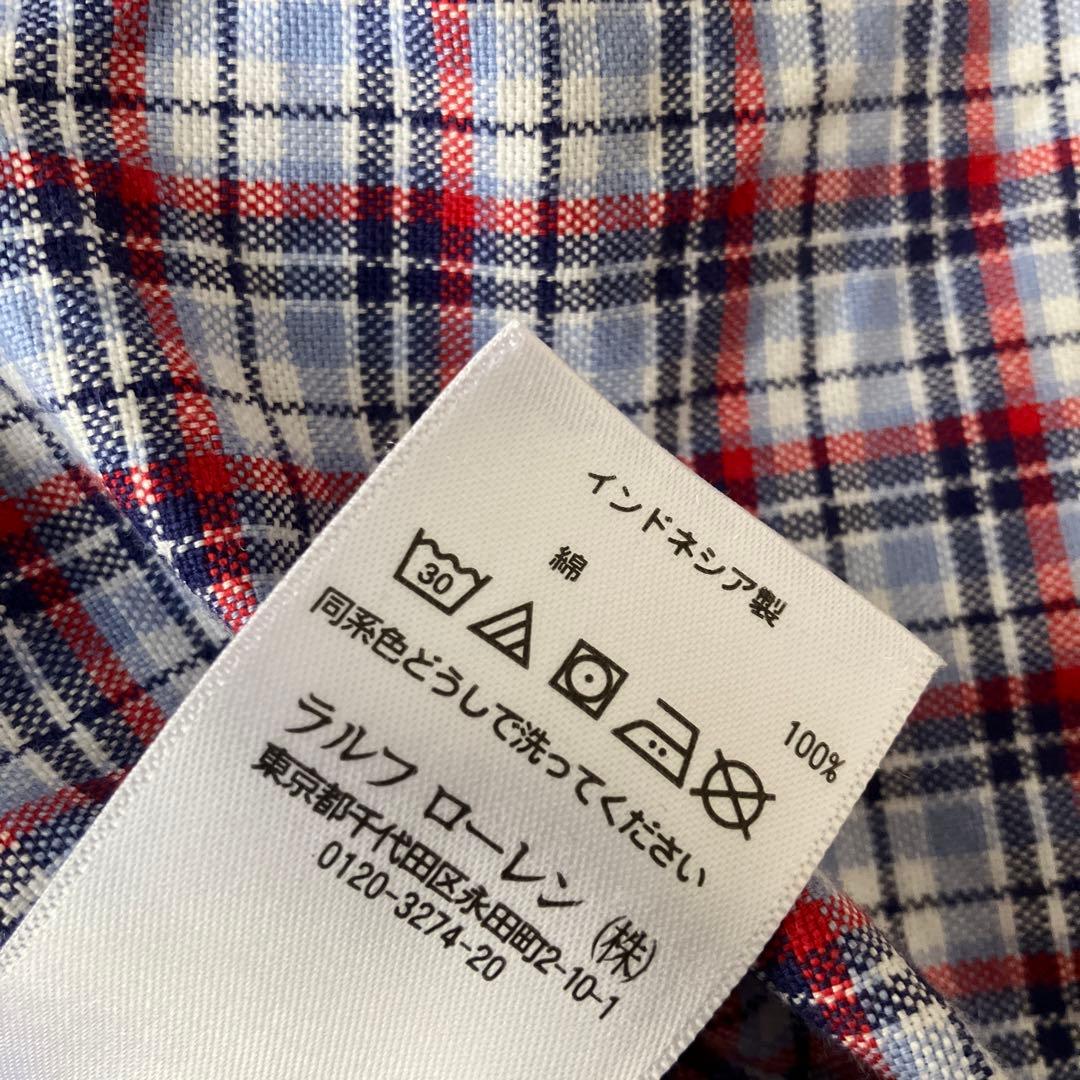 インドネシア製
綿 100%
30
同系色どうしで洗ってください
ラルフ ローレン (株)
東京都千代田区永田町2-10-1
0120-3274-20